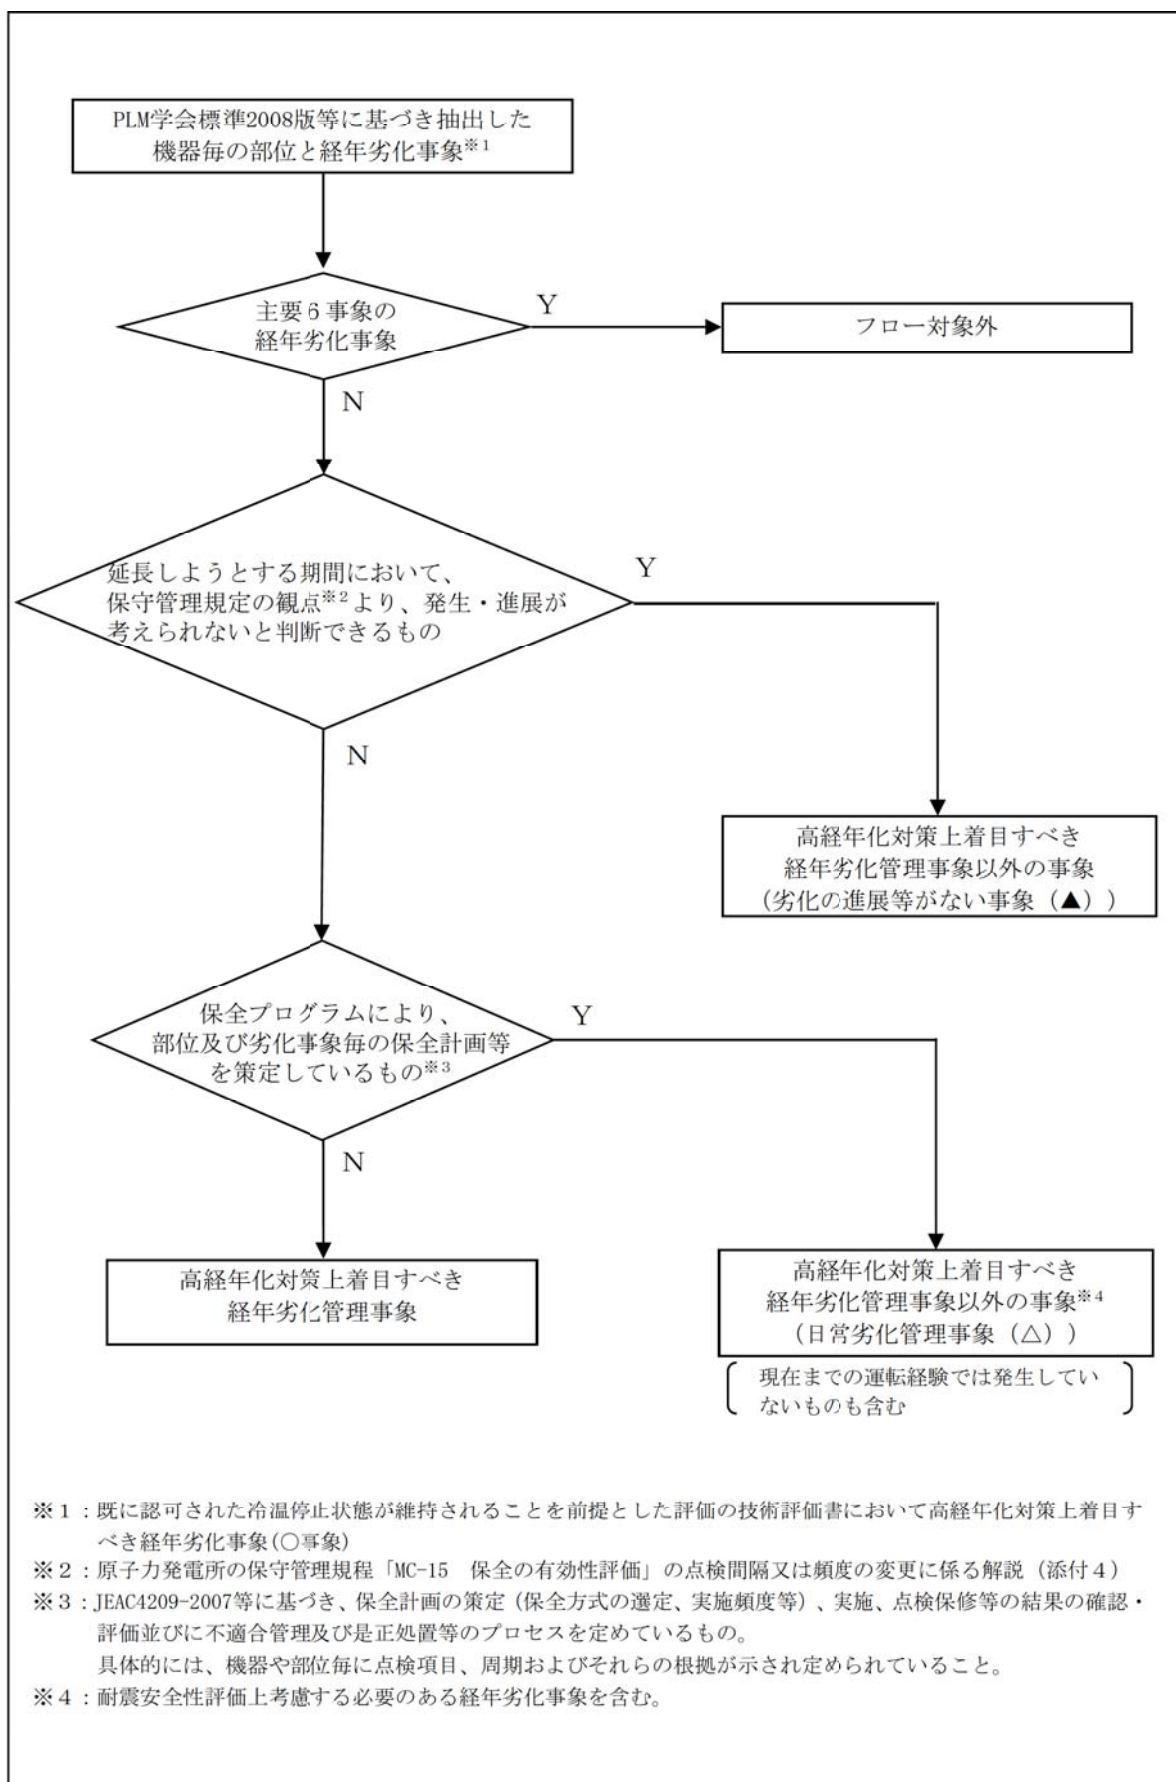 PLM学会標準2008版等に基づき抽出した
機器毎の部位と経年劣化事象※1
主要6事象の
経年劣化事象
Y
フロー対象外
N
延長しようとする期間において、
保守管理規定の観点※2より、発生・進展が
考えられないと判断できるもの
Y
N
高経年化対策上着目すべき
経年劣化管理事象以外の事象
(劣化の進展等がない事象(▲))
保全プログラムにより、
部位及び劣化事象毎の保全計画等
を策定しているもの※3
Y
N
高経年化対策上着目すべき
経年劣化管理事象
高経年化対策上着目すべき
経年劣化管理事象以外の事象※4
(日常劣化管理事象(△))
現在までの運転経験では発生してい
ないものも含む
※1:既に認可された冷温停止状態が維持されることを前提とした評価の技術評価書において高経年化対策上着目す
べき経年劣化事象(○事象)
※2:原子力発電所の保守管理規程「MC-15 保全の有効性評価」の点検間隔又は頻度の変更に係る解説(添付4)
※3:JEAC4209-2007等に基づき、保全計画の策定(保全方式の選定、実施頻度等)、実施、点検保修等の結果の確認・
評価並びに不適合管理及び是正処置等のプロセスを定めているもの。
具体的には、機器や部位毎に点検項目、周期およびそれらの根拠が示され定められていること。
※4:耐震安全性評価上考慮する必要のある経年劣化事象を含む。